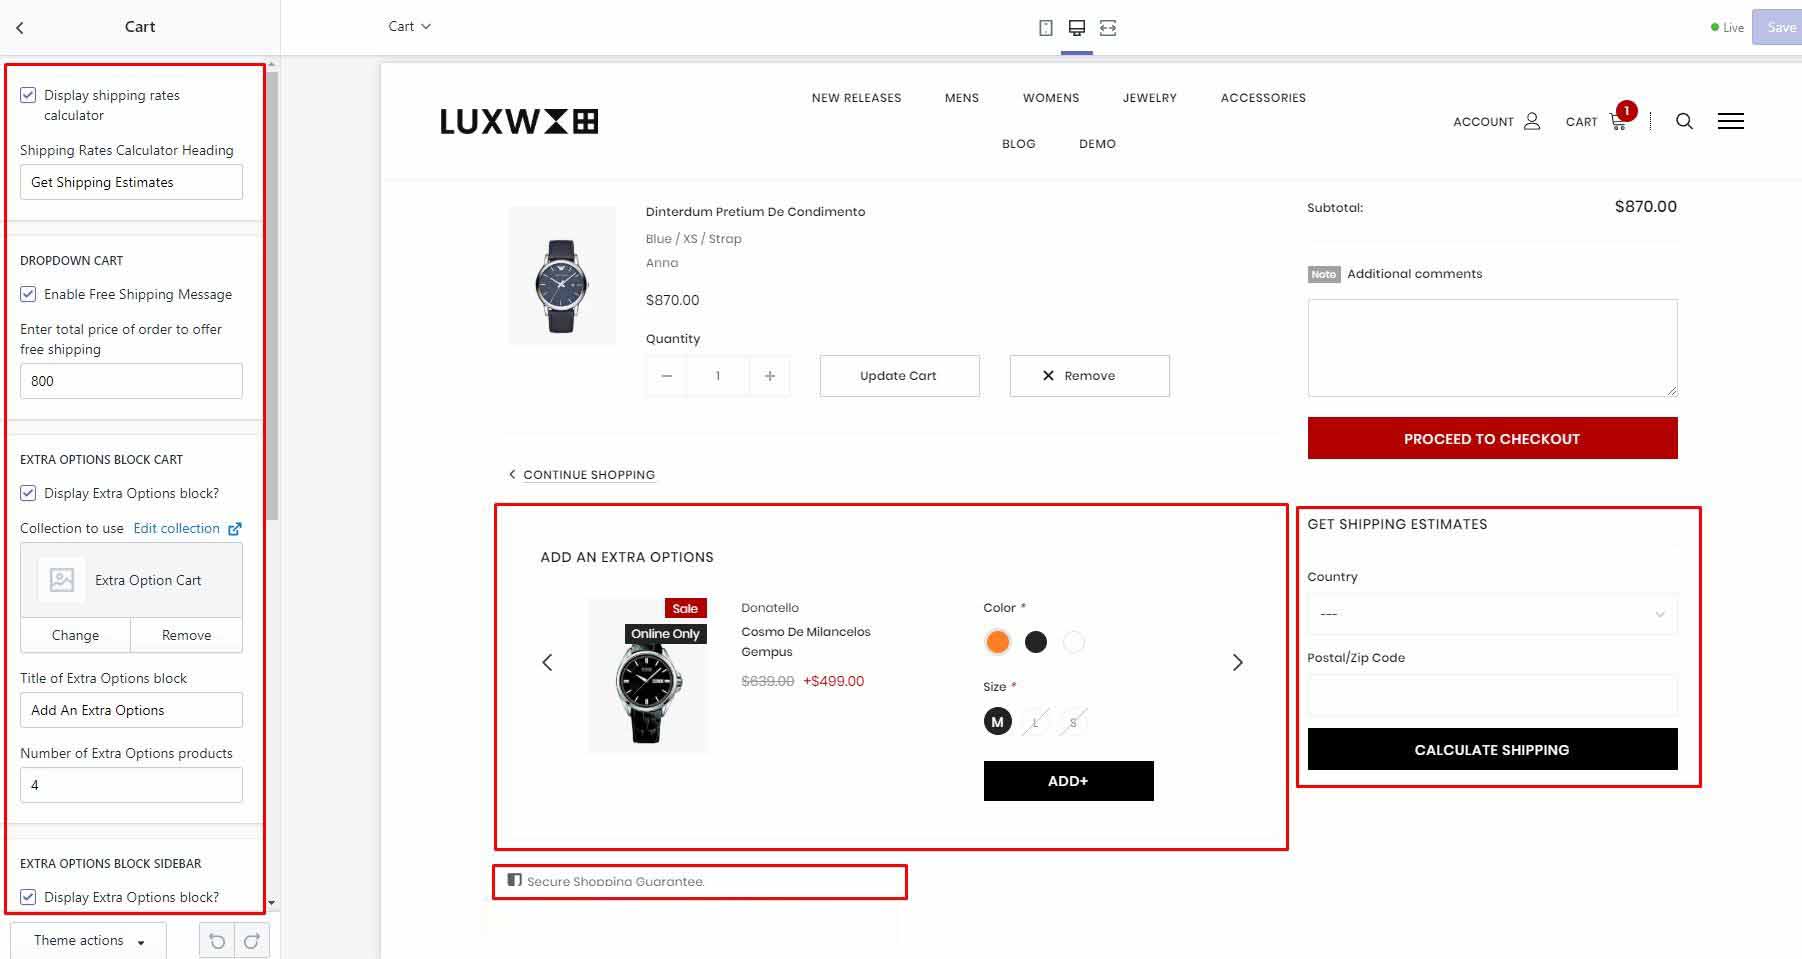 Cart
Cart
Live
Save
Display shipping rates
calculator
Shipping Rates Calculator Heading
Get Shipping Estimates
DROPDOWN CART
Enable Free Shipping Message
Enter total price of order to offer
free shipping
800
EXTRA OPTIONS BLOCK CART
Display Extra Options block?
Collection to use Edit collection
Extra Option Cart
Change Remove
Title of Extra Options block
Add An Extra Options
Number of Extra Options products
4
EXTRA OPTIONS BLOCK SIDEBAR
Display Extra Options block?
Theme actions
LUXW
NEW RELEASES MENS WOMENS JEWELRY ACCESSORIES
BLOG DEMO
ACCOUNT CART 1
Dinterdum Pretium De Condimento
Blue / XS / Strap
Anna
$870.00
Quantity
− 1 + Update Cart Remove
CONTINUE SHOPPING
Subtotal: $870.00
Note Additional comments
PROCEED TO CHECKOUT
ADD AN EXTRA OPTIONS
Sale
Online Only
Donatello
Cosmo De Milancelos
Gempus
$639.00 +$499.00
Color *
Size *
M L S
ADD+
GET SHIPPING ESTIMATES
Country
---
Postal/Zip Code
CALCULATE SHIPPING
Secure Shopping Guarantee.